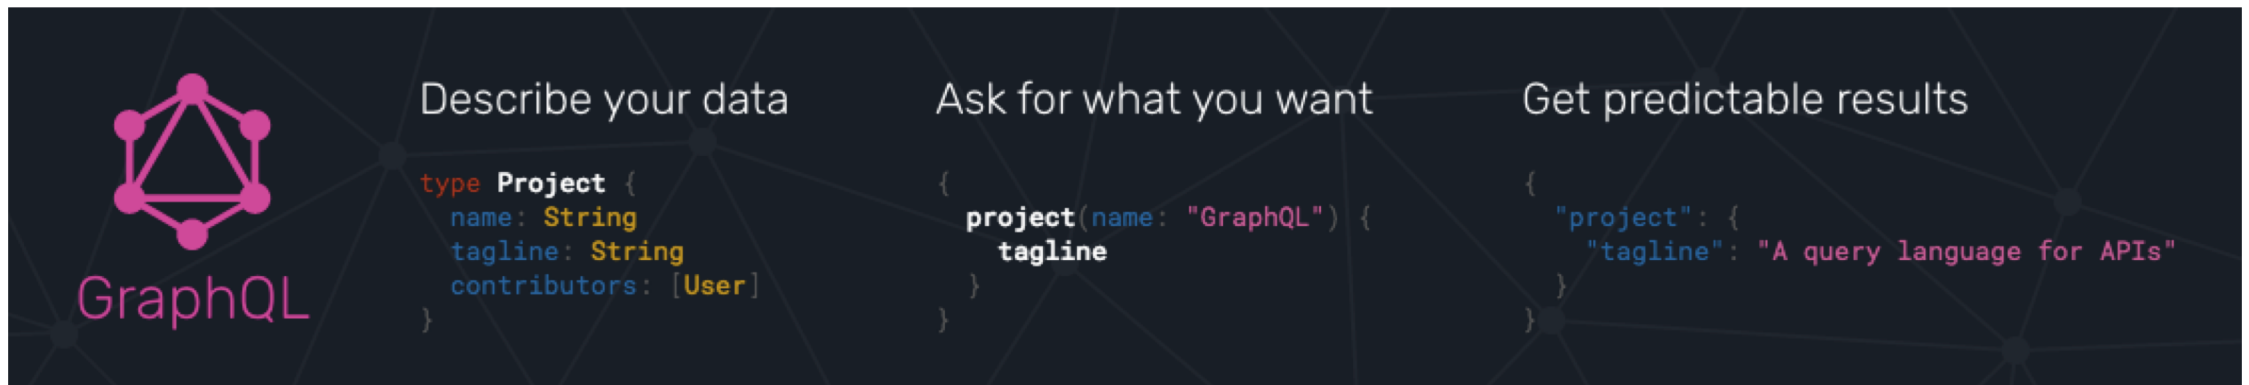 GraphQL
Describe your data
type Project {
  name: String
  tagline: String
  contributors: [User]
}
Ask for what you want
{
  project(name: "GraphQL") {
    tagline
  }
}
Get predictable results
{
  "project": {
    "tagline": "A query language for APIs"
  }
}